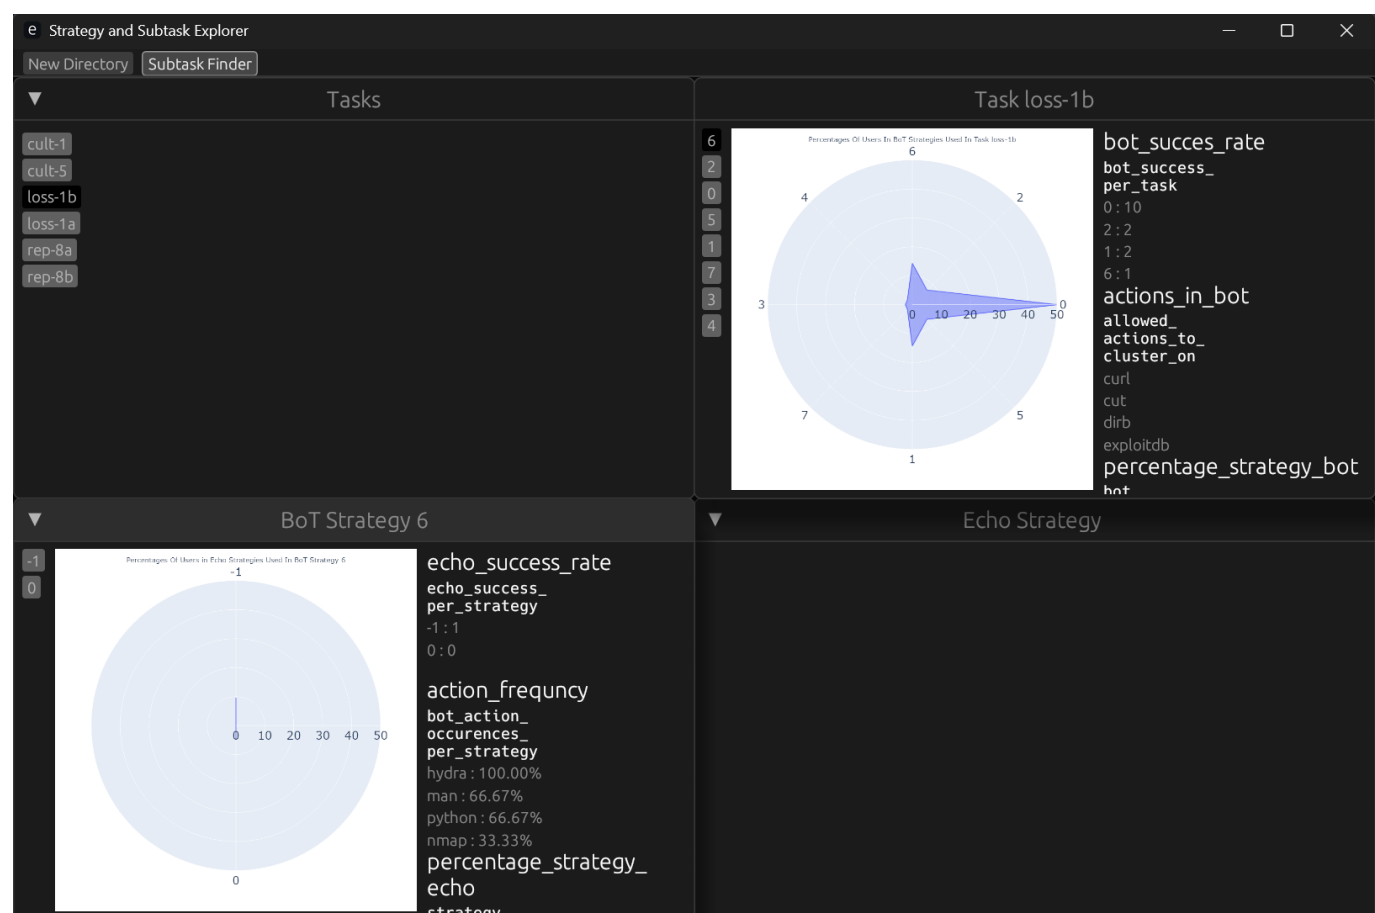 e Strategy and Subtask Explorer
New Directory Subtask Finder
Tasks
cult-1
cult-5
loss-1b
loss-1a
rep-8a
rep-8b
Task loss-1b
6
2
0
5
1
7
3
4
Percentages Of Users In BoT Strategies Used In Task loss-1b
6
4 2
3 0
0 10 20 30 40 50
7 5
1
bot_succes_rate
bot_success_
per_task
0 : 10
2 : 2
1 : 2
6 : 1
actions_in_bot
allowed_
actions_to_
cluster_on
curl
cut
dirb
exploitdb
percentage_strategy_bot
bot
BoT Strategy 6
-1
0
Percentages Of Users in Echo Strategies Used In BoT Strategy 6
-1
0 10 20 30 40 50
0
echo_success_rate
echo_success_
per_strategy
-1 : 1
0 : 0
action_frequncy
bot_action_
occurences_
per_strategy
hydra : 100.00%
man : 66.67%
python : 66.67%
nmap : 33.33%
percentage_strategy_
echo
strategy
Echo Strategy